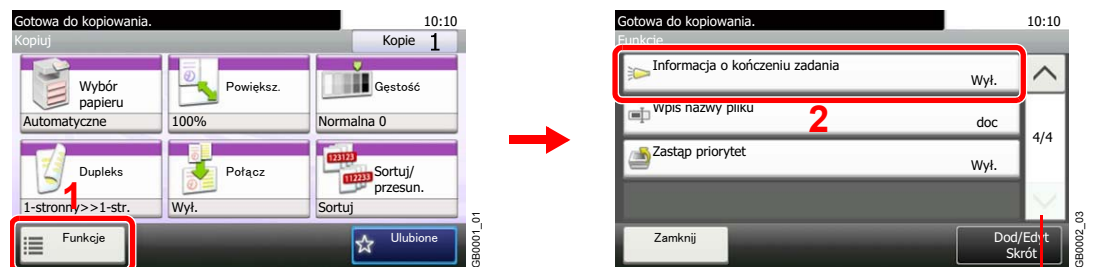 Gotowa do kopiowania.
10:10
Kopiuj
Kopie 1
Wybór
papieru
Automatyczne
Powiększ.
100%
Gęstość
Normalna 0
Dupleks
1-stronny>>1-str.
Połącz
Wył.
123123
112233
Sortuj/
przesun.
Sortuj
1
Funkcje
Ulubione
GB0001_01
Gotowa do kopiowania.
10:10
Funkcje
Informacja o kończeniu zadania
Wył.
Wpis nazwy pliku
doc
2
4/4
Zastąp priorytet
Wył.
Zamknij
Dod/Edyt
Skrót
GB0002_03